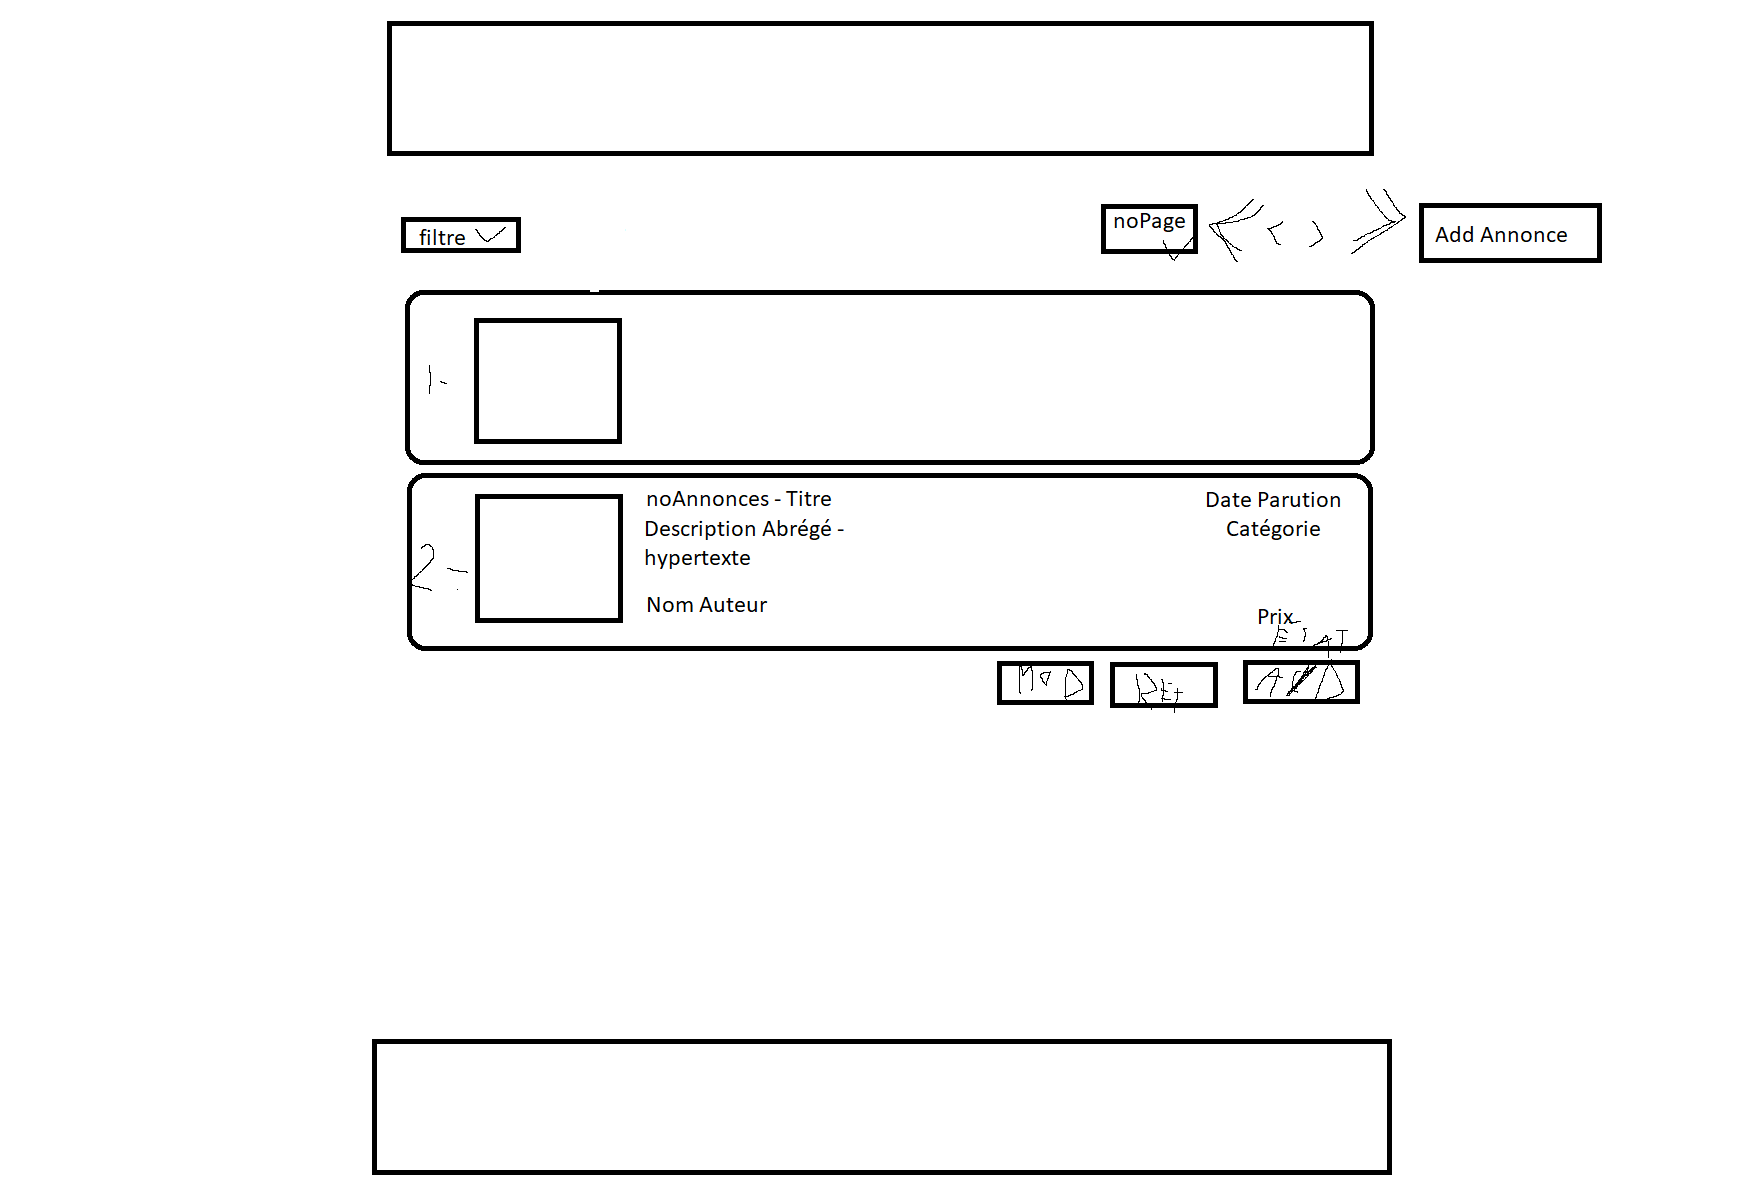 filtre
noPage
< >
Add Annonce
1-
2-
noAnnonces - Titre
Description Abrégé -
hypertexte
Nom Auteur
Date Parution
Catégorie
Prix
ETAT
MOD
RET